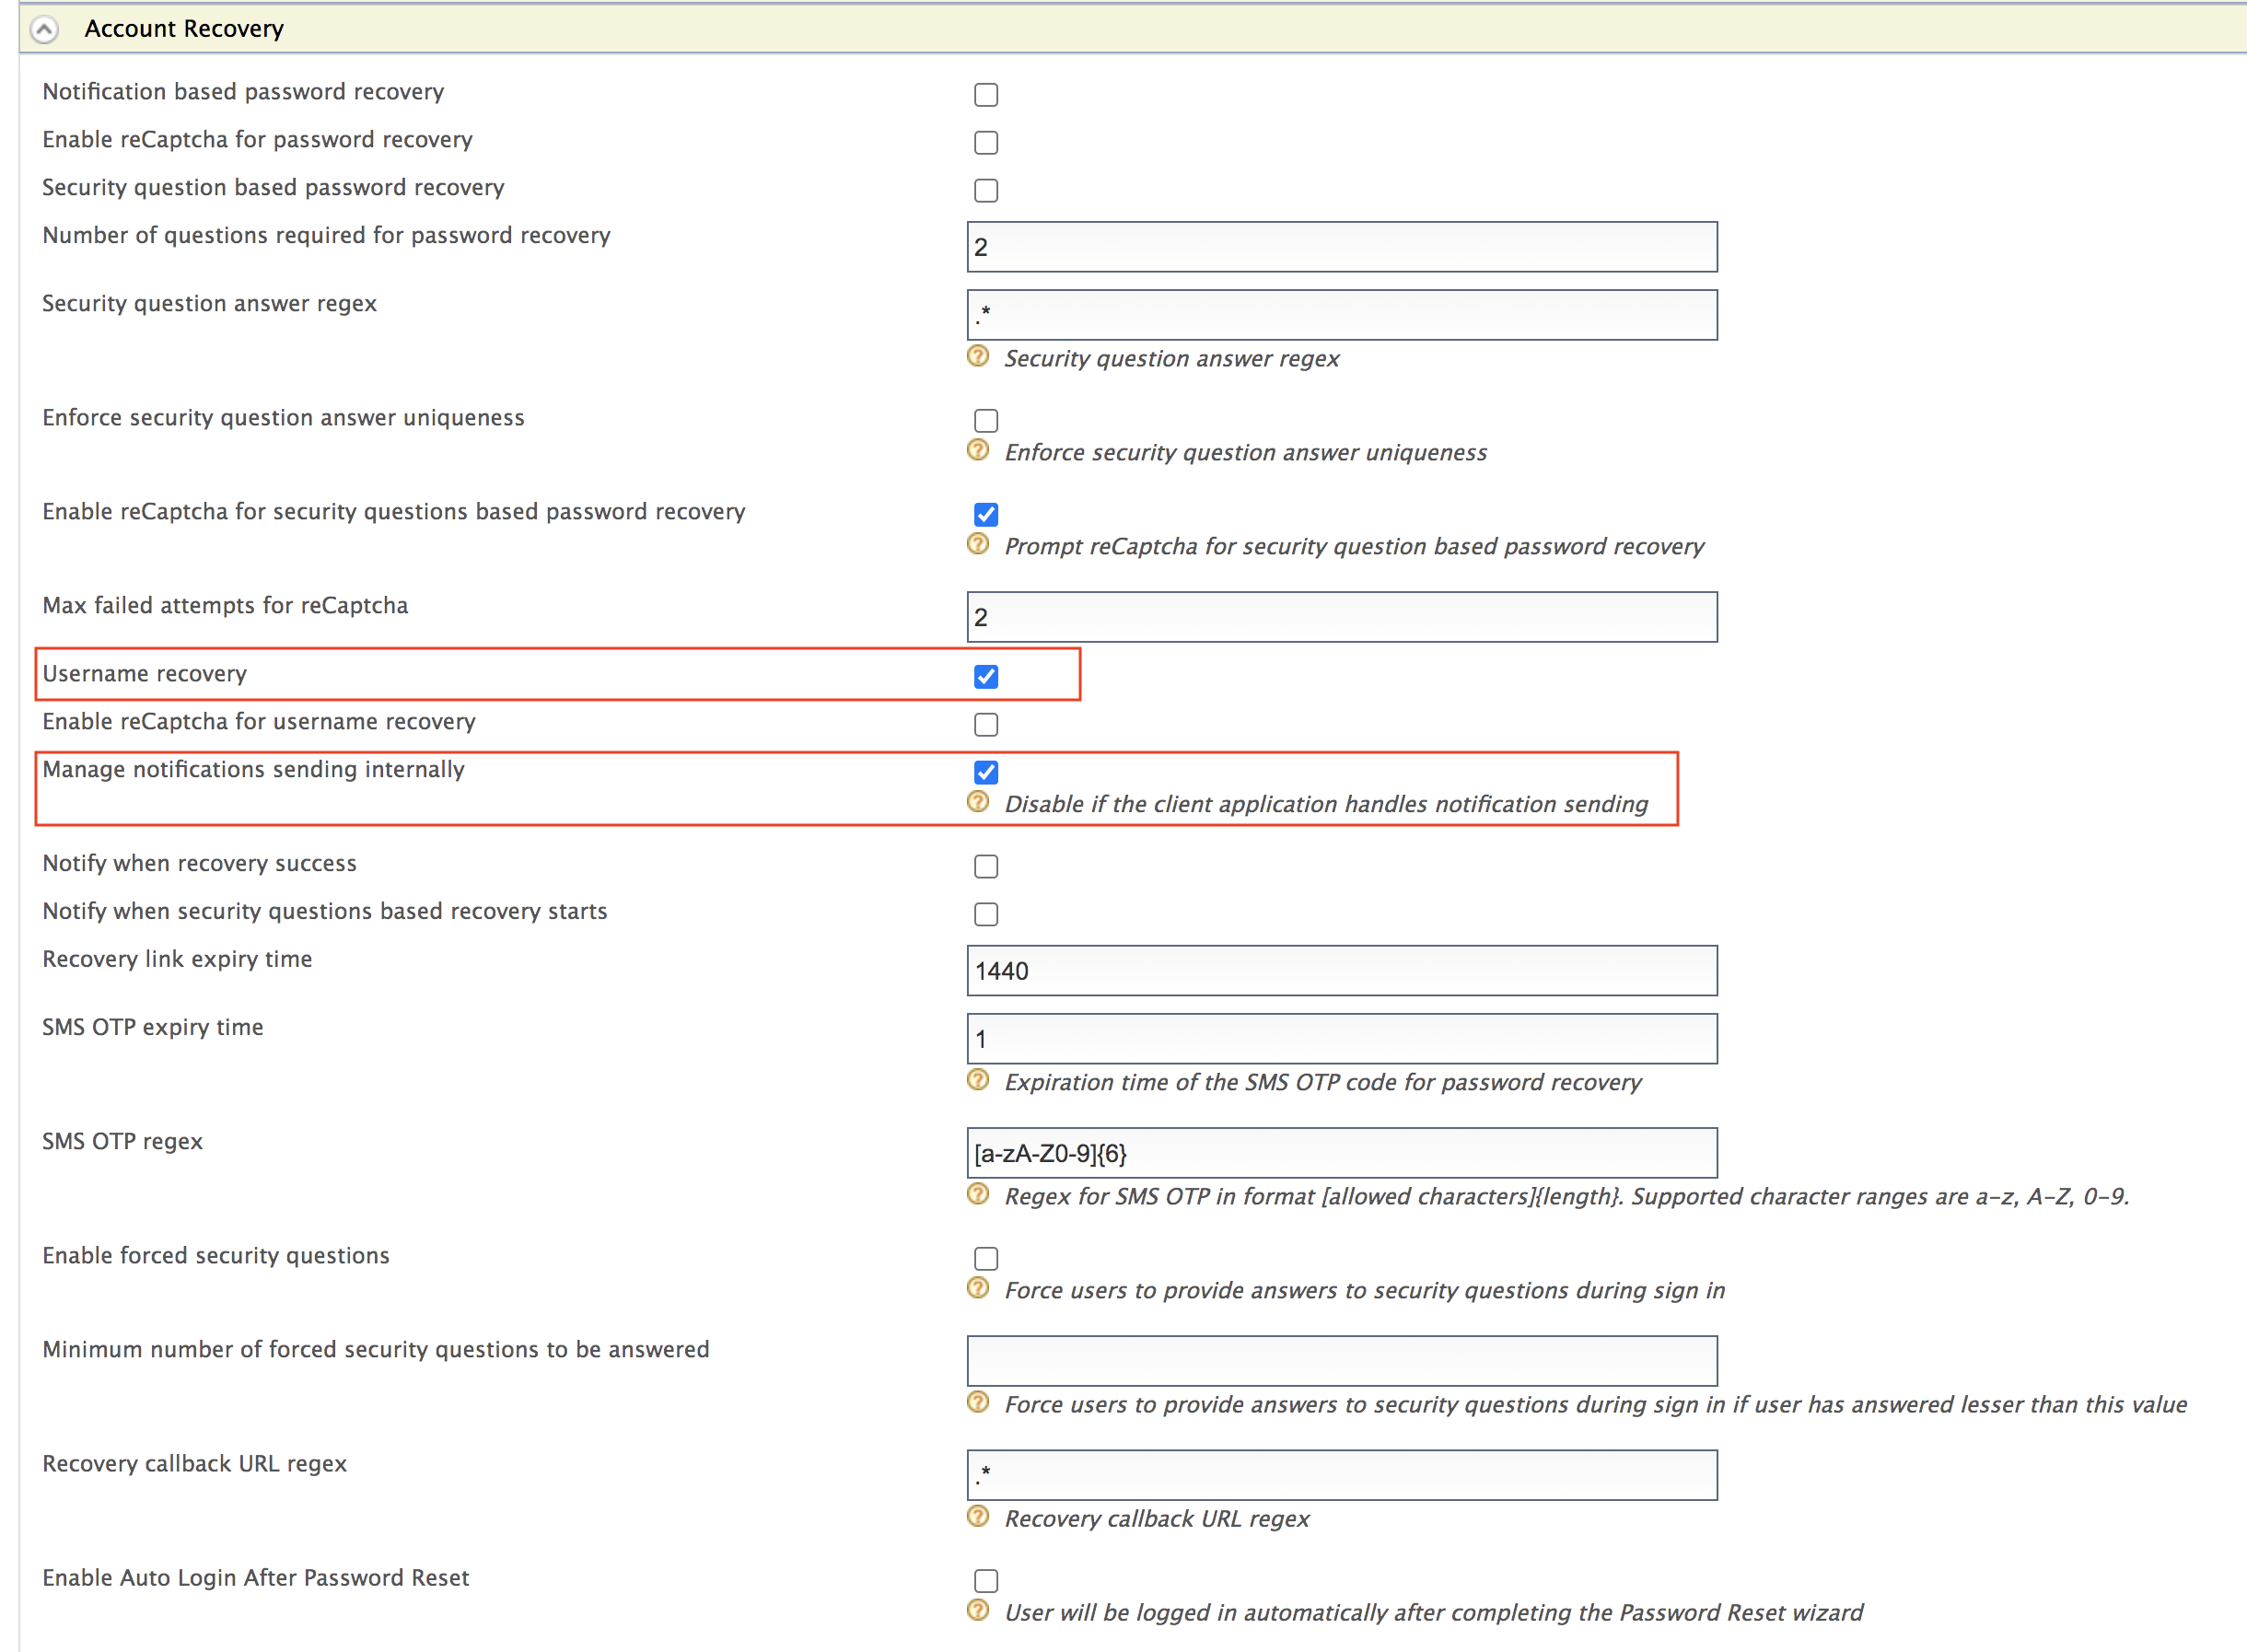 Account Recovery
Notification based password recovery
Enable reCaptcha for password recovery
Security question based password recovery
Number of questions required for password recovery
2
Security question answer regex
.*
Security question answer regex
Enforce security question answer uniqueness
Enforce security question answer uniqueness
Enable reCaptcha for security questions based password recovery
Prompt reCaptcha for security question based password recovery
Max failed attempts for reCaptcha
2
Username recovery
Enable reCaptcha for username recovery
Manage notifications sending internally
Disable if the client application handles notification sending
Notify when recovery success
Notify when security questions based recovery starts
Recovery link expiry time
1440
SMS OTP expiry time
1
Expiration time of the SMS OTP code for password recovery
SMS OTP regex
[a-zA-Z0-9]{6}
Regex for SMS OTP in format [allowed characters]{length}. Supported character ranges are a-z, A-Z, 0-9.
Enable forced security questions
Force users to provide answers to security questions during sign in
Minimum number of forced security questions to be answered
Force users to provide answers to security questions during sign in if user has answered lesser than this value
Recovery callback URL regex
.*
Recovery callback URL regex
Enable Auto Login After Password Reset
User will be logged in automatically after completing the Password Reset wizard